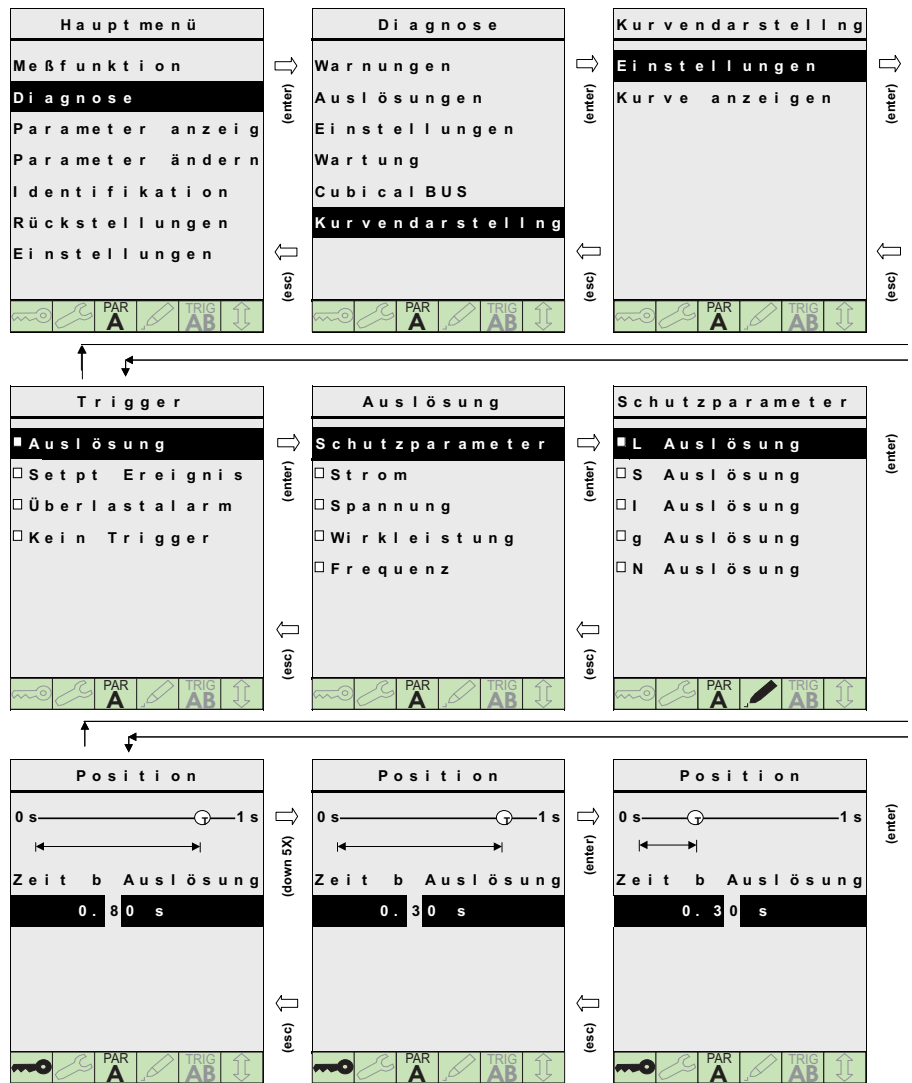 Hauptmenü
Meßfunktion
Diagnose
Parameter anzeig
Parameter ändern
Identifikation
Rückstellungen
Einstellungen
PAR
A
TRIG
AB
(enter)
(esc)
Diagnose
Warnungen
Auslösungen
Einstellungen
Wartung
Cubical BUS
Kurvendarstellng
PAR
A
TRIG
AB
(enter)
(esc)
Kurvendarstellng
Einstellungen
Kurve anzeigen
PAR
A
TRIG
AB
(enter)
(esc)
Trigger
Auslösung
Setpt Ereignis
Überlastalarm
Kein Trigger
PAR
A
TRIG
AB
(enter)
(esc)
Auslösung
Schutzparameter
Strom
Spannung
Wirkleistung
Frequenz
PAR
A
TRIG
AB
(enter)
(esc)
Schutzparameter
L Auslösung
S Auslösung
I Auslösung
g Auslösung
N Auslösung
PAR
A
TRIG
AB
(enter)
Position
0 s 1 s
T
Zeit b Auslösung
0.80 s
PAR
A
TRIG
AB
(down 5X)
(esc)
Position
0 s 1 s
T
Zeit b Auslösung
0.30 s
PAR
A
TRIG
AB
(enter)
(esc)
Position
0 s 1 s
T
Zeit b Auslösung
0.30 s
PAR
A
TRIG
AB
(enter)